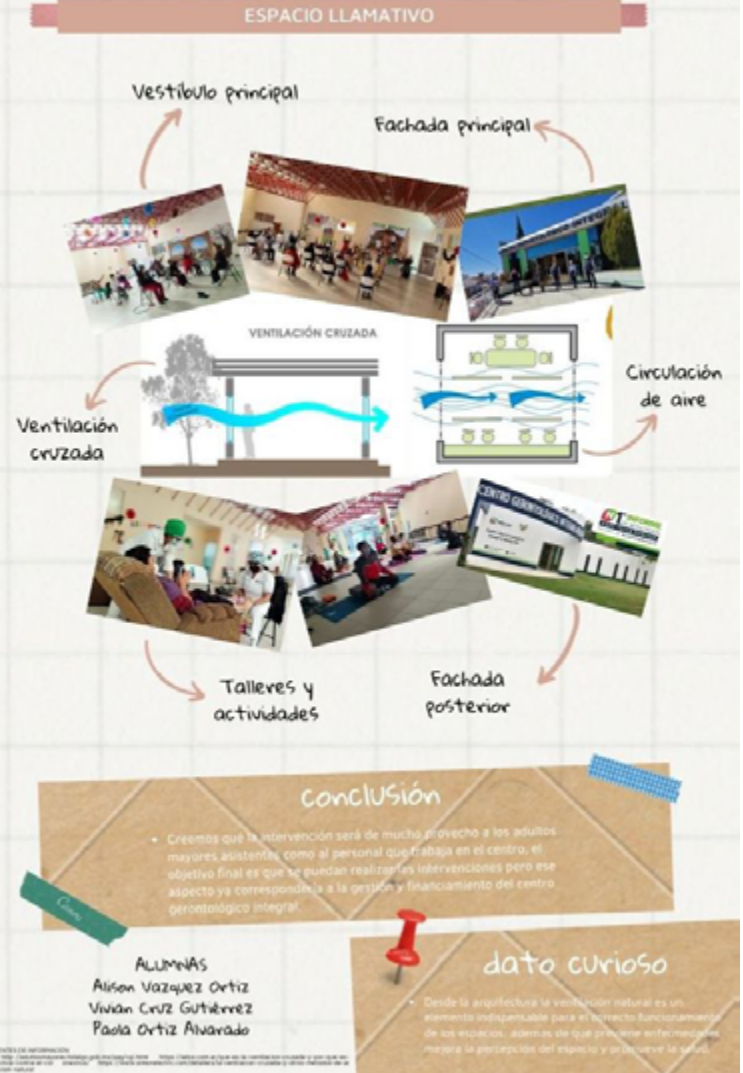 ESPACIO LLAMATIVO
Vestíbulo principal
Fachada principal
VENTILACIÓN CRUZADA
Ventilación
cruzada
Circulación
de aire
CENTRO GERONTOLÓGICO
Talleres y
actividades
Fachada
posterior
conclusión
• Creemos que la intervención será de mucho provecho a los adultos
mayores asistentes como al personal que trabaja en el centro, el
objetivo final es que se puedan realizar las intervenciones pero ese
aspecto ya correspondería a la gestión y financiamiento del centro
gerontológico integral.
ALUMNAS
Alison Vazquez Ortiz
Vivian Cruz Gutiérrez
Paola Ortiz Alvarado
dato curioso
• Desde la arquitectura la ventilación natural es un
elemento indispensable para el correcto funcionamiento
de los espacios, además de que previene enfermedades
mejora la percepción del espacio y promueve la salud.